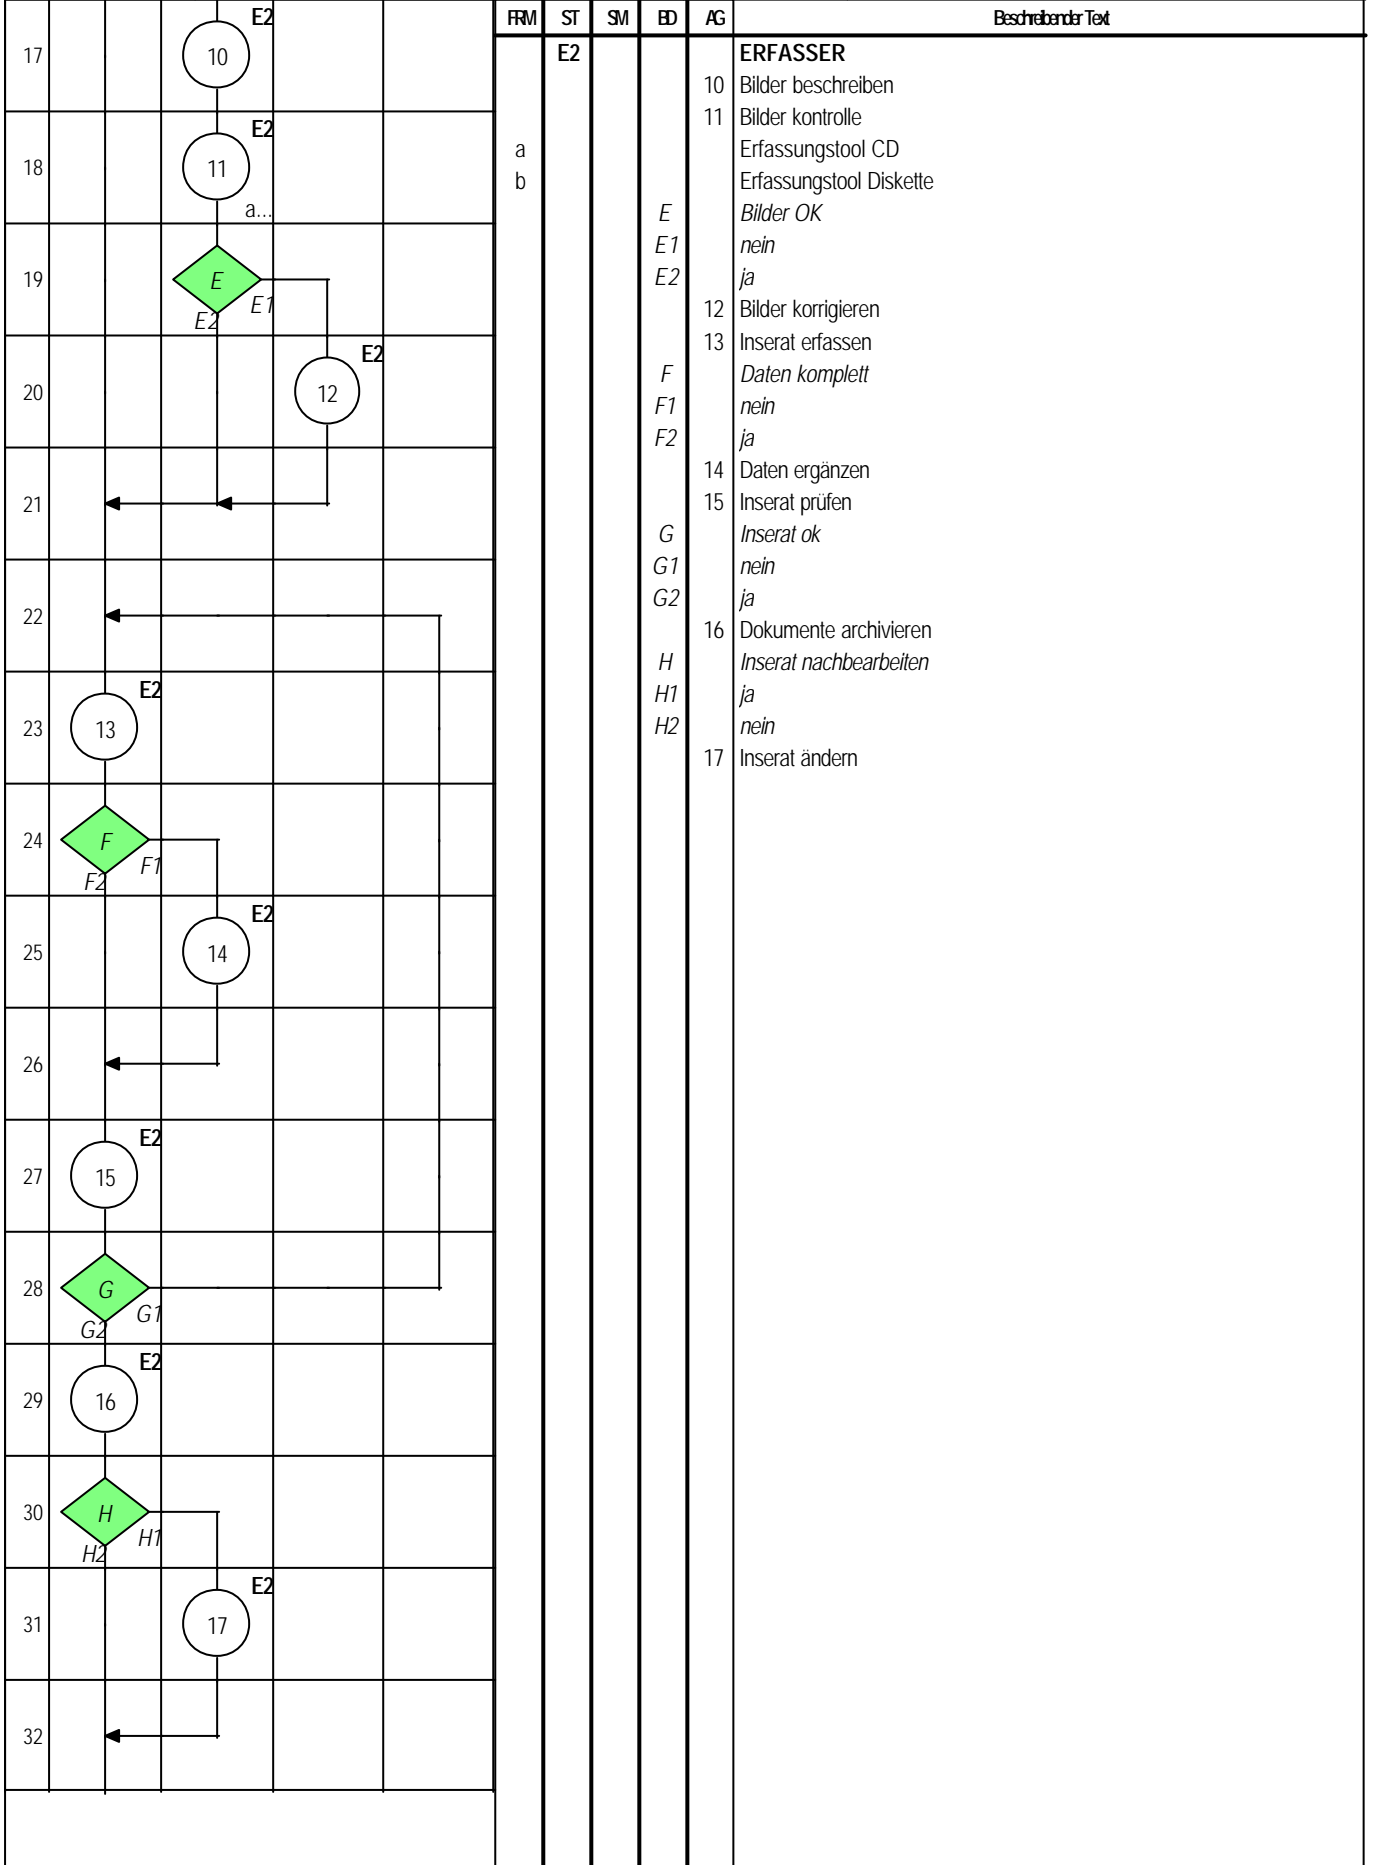 E2
17
10
E2
18
11
a...
19
E
E1
E2
E2
20
12
21
22
E2
23
13
24
F
F1
F2
E2
25
14
26
E2
27
15
28
G
G1
G2
E2
29
16
30
H
H1
H2
E2
31
17
32
FRM ST SM BD AG Beschreibender Text
E2 ERFASSER
10 Bilder beschreiben
11 Bilder kontrolle
a Erfassungstool CD
b Erfassungstool Diskette
E Bilder OK
E1 nein
E2 ja
12 Bilder korrigieren
13 Inserat erfassen
F Daten komplett
F1 nein
F2 ja
14 Daten ergänzen
15 Inserat prüfen
G Inserat ok
G1 nein
G2 ja
16 Dokumente archivieren
H Inserat nachbearbeiten
H1 ja
H2 nein
17 Inserat ändern